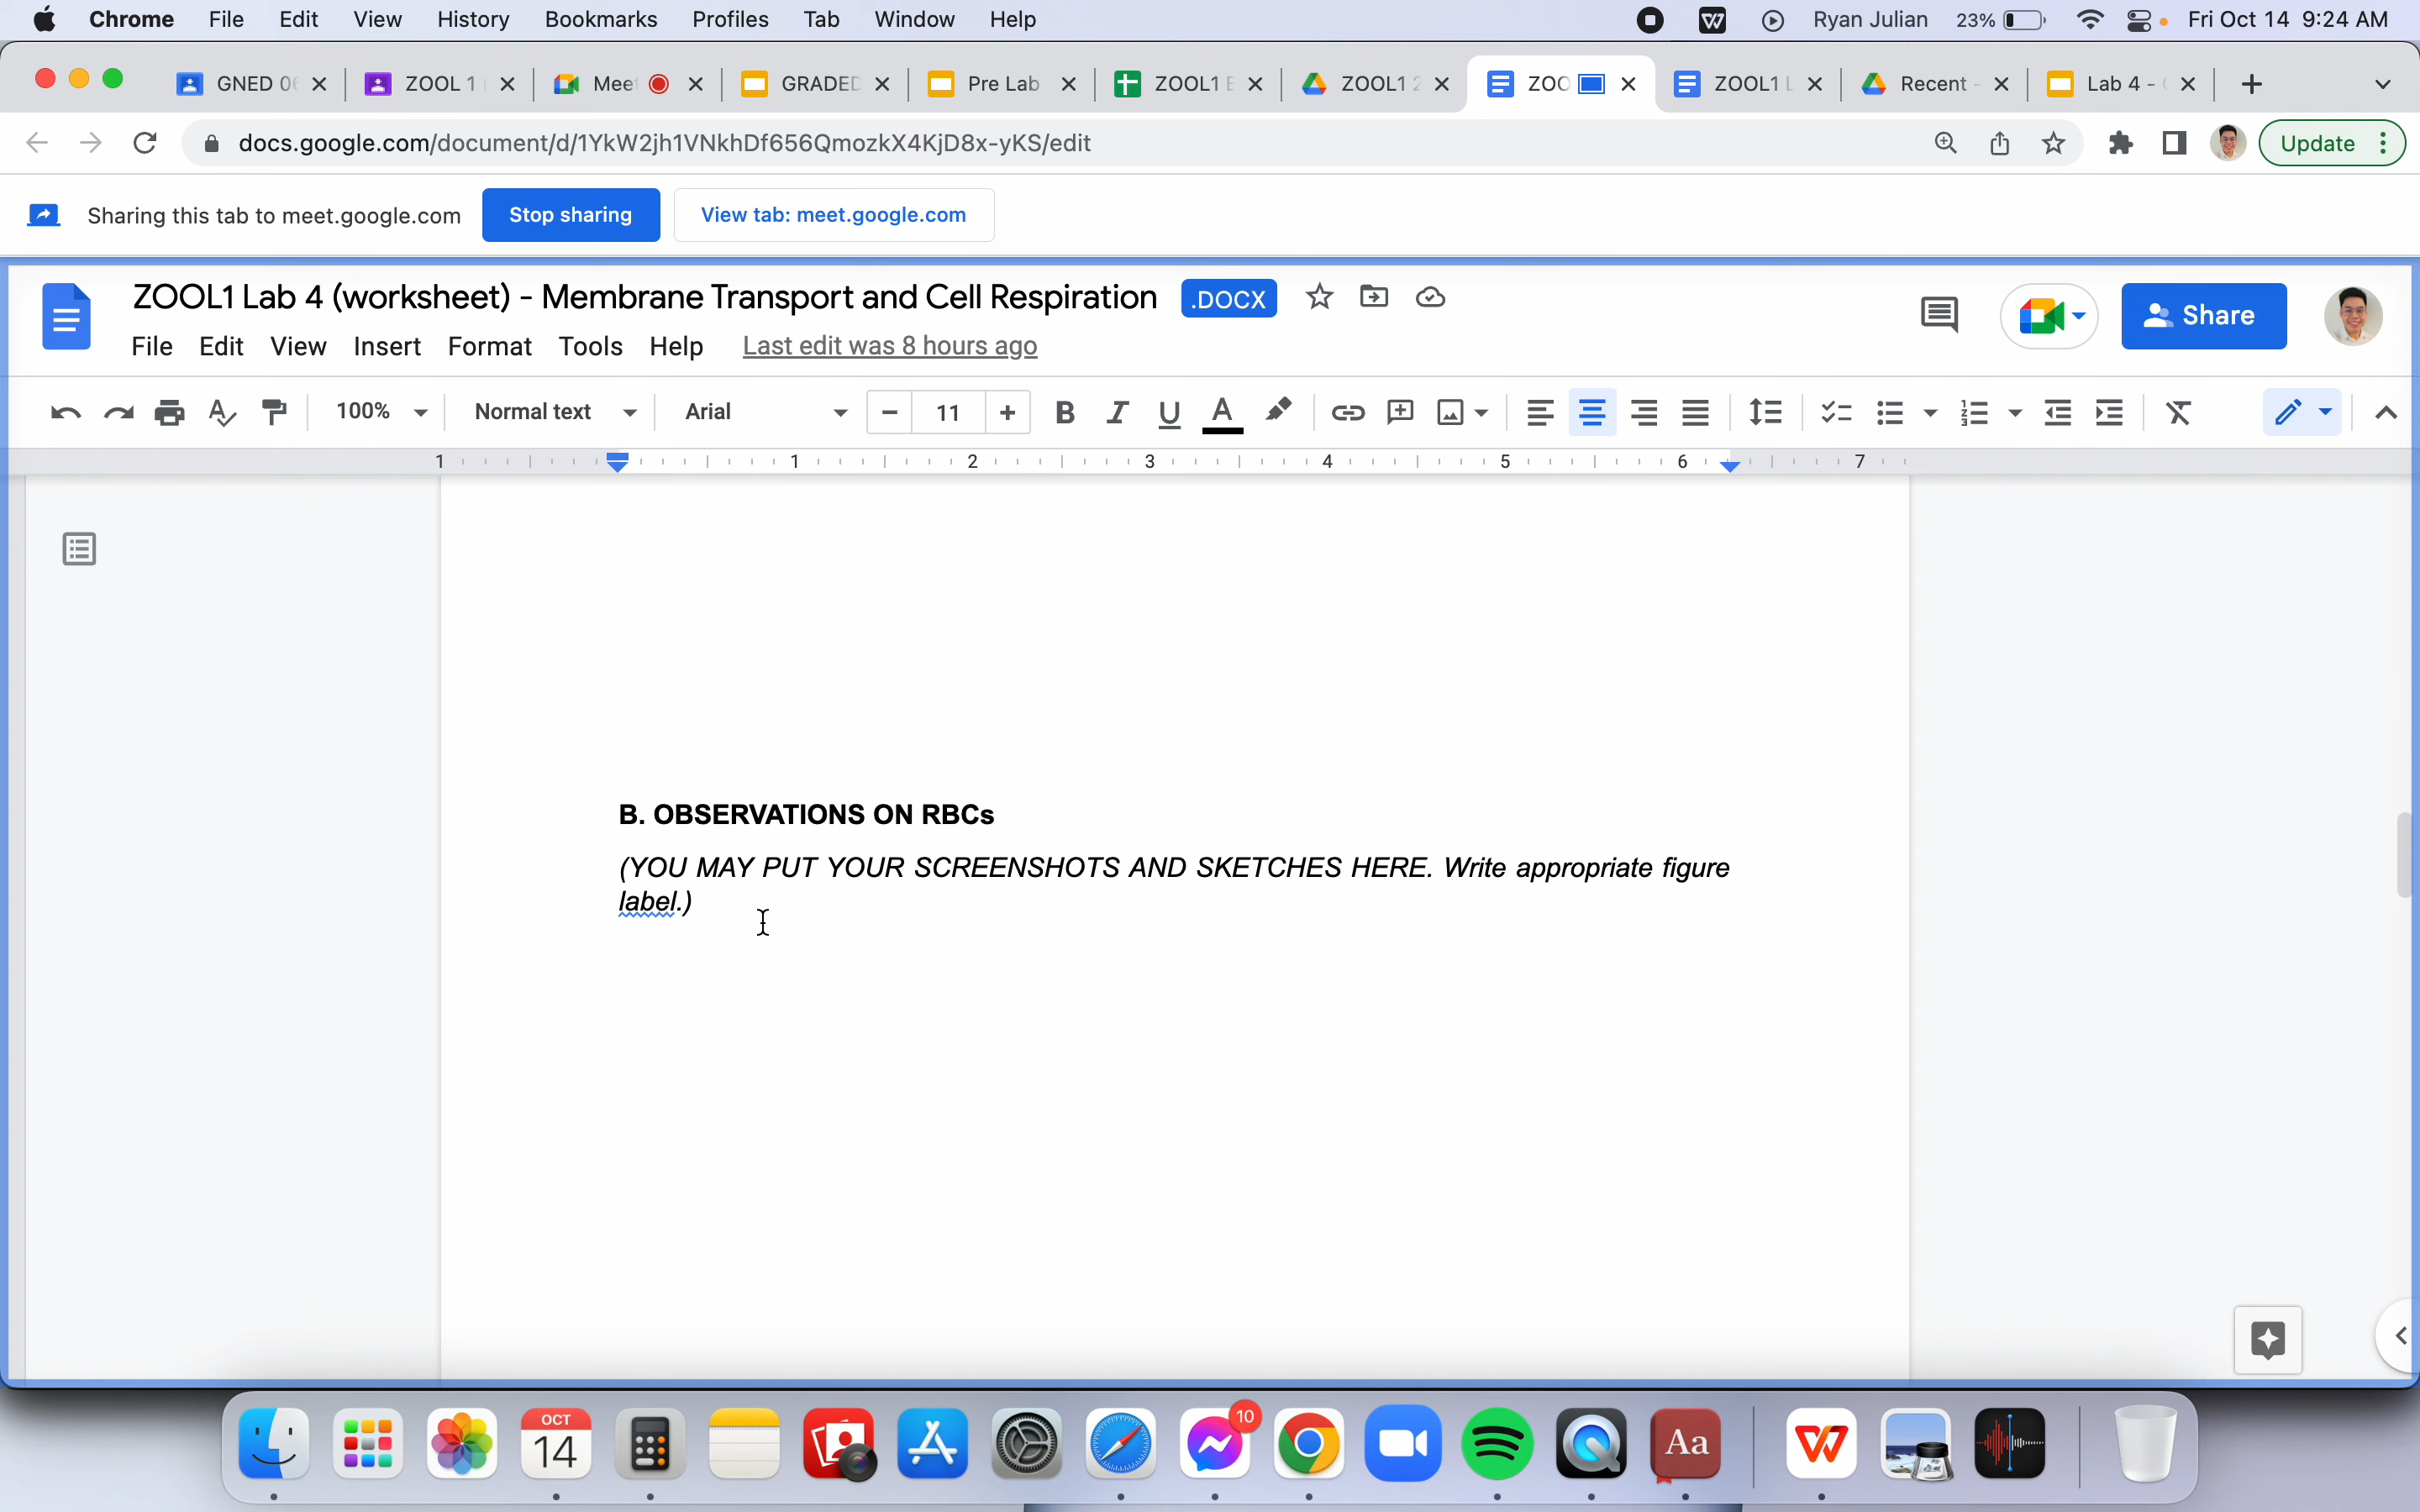 Chrome File Edit View History Bookmarks Profiles Tab Window Help Ryan Julian 23% Fri Oct 14 9:24 AM
GNED 06 ZOOL 1 Meet GRADED Pre Lab ZOOL1 ZOOL1 2 ZOO ZOOL1 L Recent - Lab 4 -
docs.google.com/document/d/1YkW2jh1VNkhDf656QmozkX4KjD8x-yKS/edit Update
Sharing this tab to meet.google.com Stop sharing View tab: meet.google.com
ZOOL1 Lab 4 (worksheet) - Membrane Transport and Cell Respiration .DOCX
Share
File Edit View Insert Format Tools Help Last edit was 8 hours ago
100% Normal text Arial 11
1 1 2 3 4 5 6 7
B. OBSERVATIONS ON RBCs
(YOU MAY PUT YOUR SCREENSHOTS AND SKETCHES HERE. Write appropriate figure
label.)
OCT
14
10
Aa